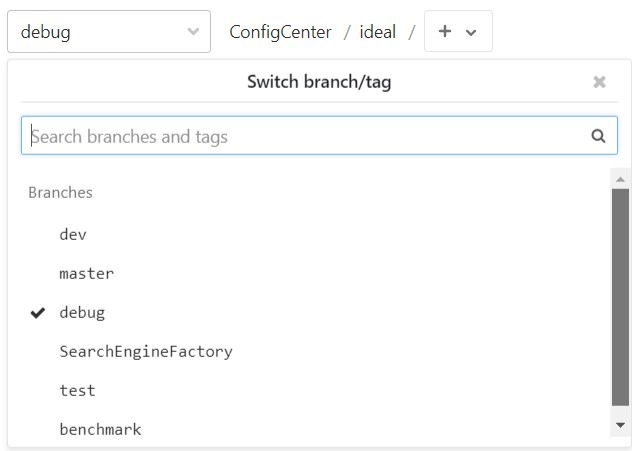 debug ConfigCenter / ideal / +
Switch branch/tag
Search branches and tags
Branches
dev
master
debug
SearchEngineFactory
test
benchmark